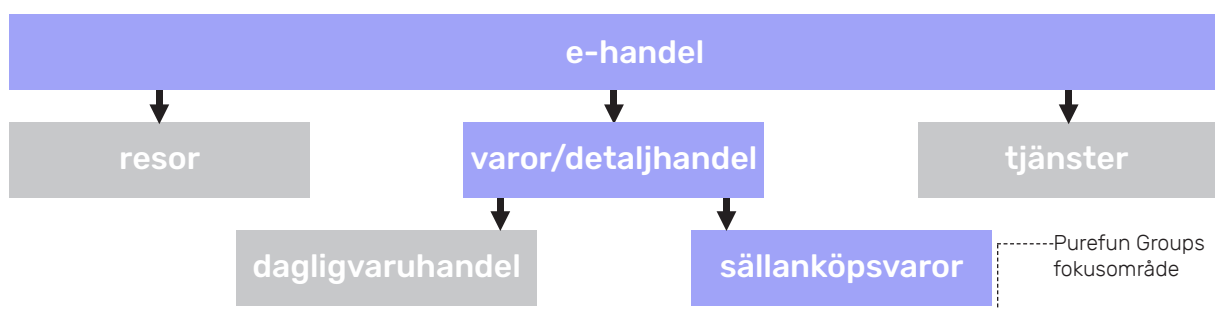 e-handel
resor
varor/detaljhandel
tjänster
dagligvaruhandel
sällanköpsvaror
Purefun Groups
fokusområde